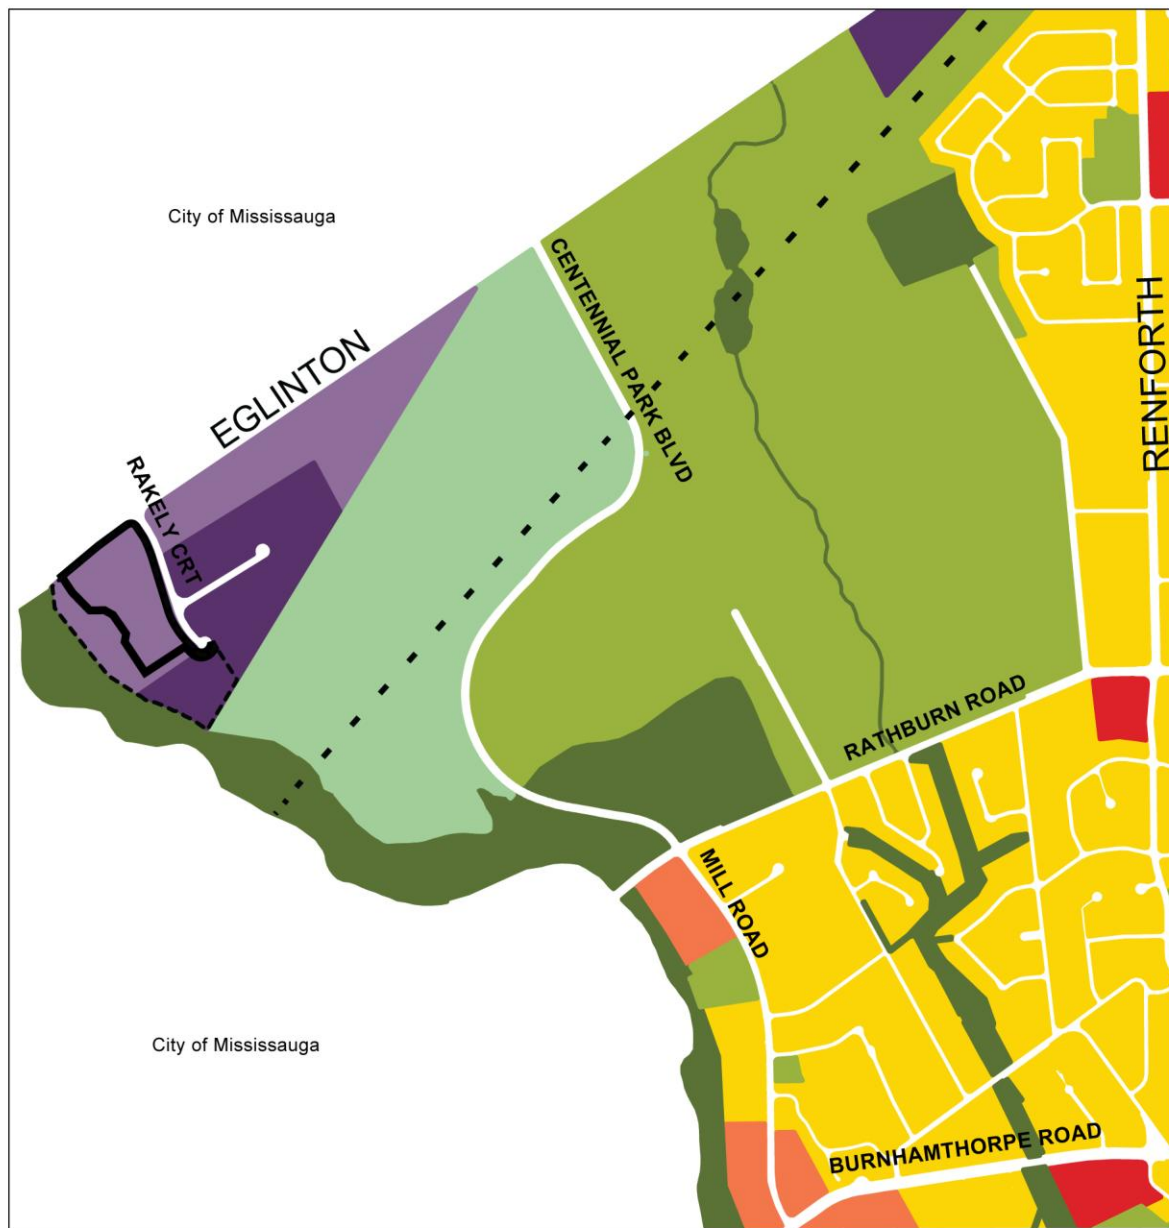 City of Mississauga
CENTENNIAL PARK BLVD
EGLINTON
RENFORTH
RAKELY CRT
RATHBURN ROAD
MILL ROAD
City of Mississauga
BURNHAMTHORPE ROAD